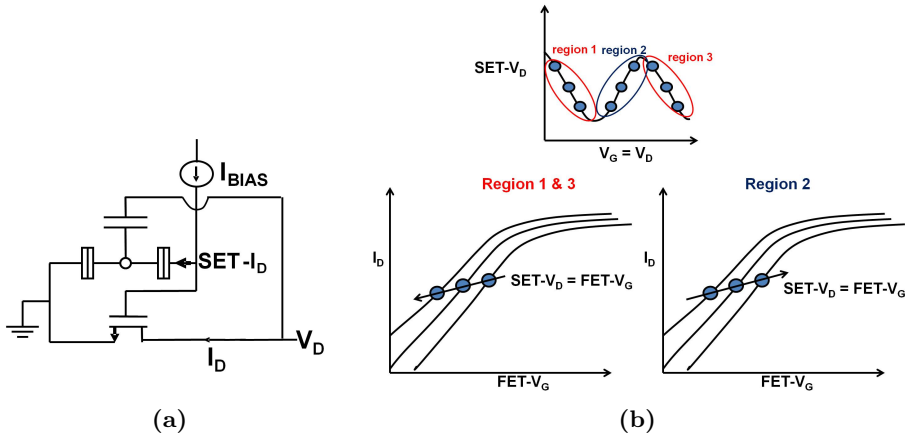 I_BIAS
SET-I_D
V_D
I_D
(a)
region 1
region 2
region 3
SET-V_D
V_G = V_D
Region 1 & 3
I_D
SET-V_D = FET-V_G
FET-V_G
Region 2
I_D
SET-V_D = FET-V_G
FET-V_G
(b)